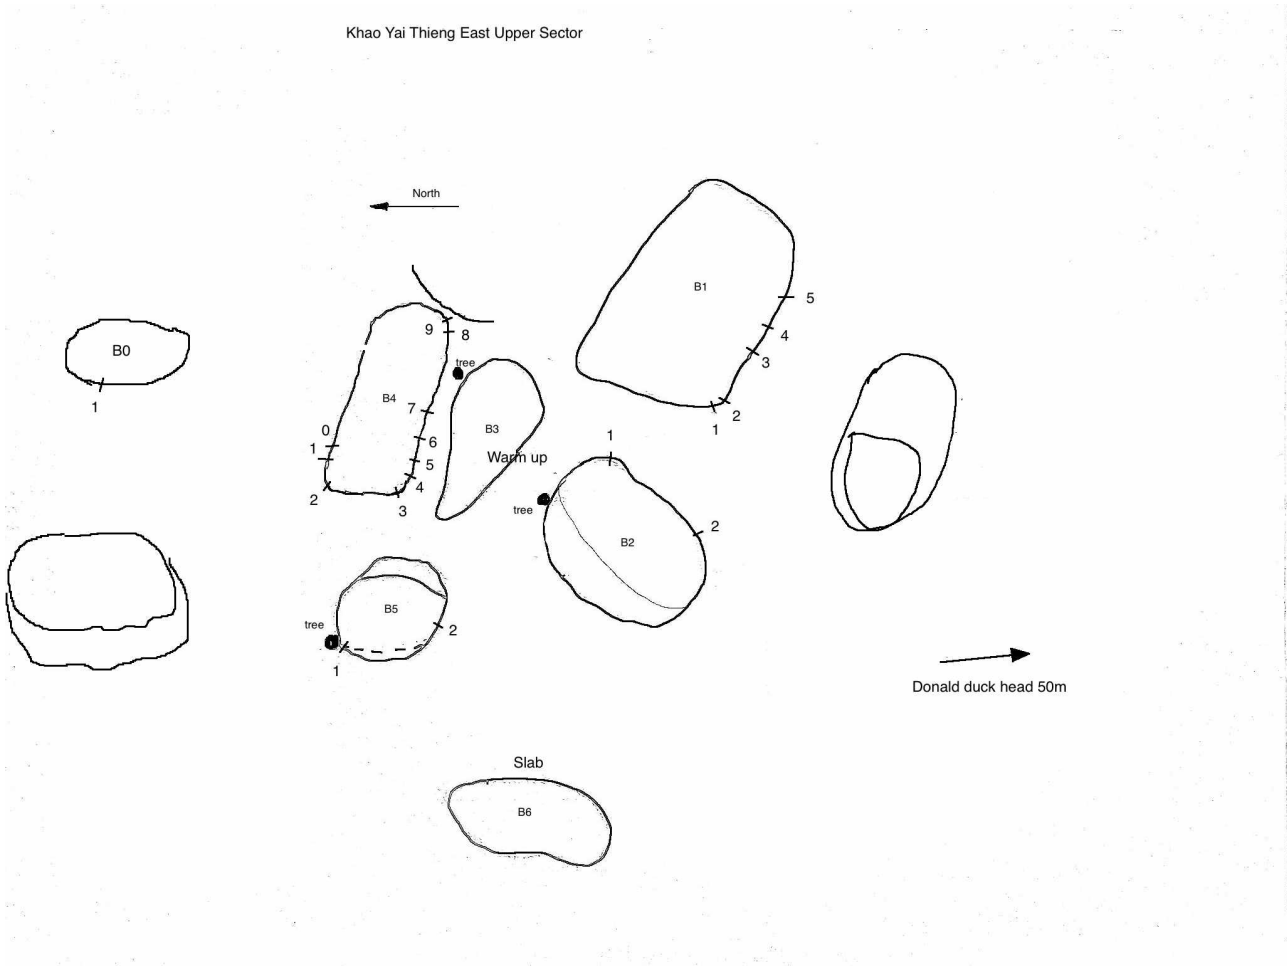 Khao Yai Thieng East Upper Sector
North
B1
5
4
3
2
1
B0
1
9
8
tree
B4
7
0
1
6
5
4
2
3
B3
Warm up
1
tree
2
B2
B5
tree
2
1
Donald duck head 50m
Slab
B6